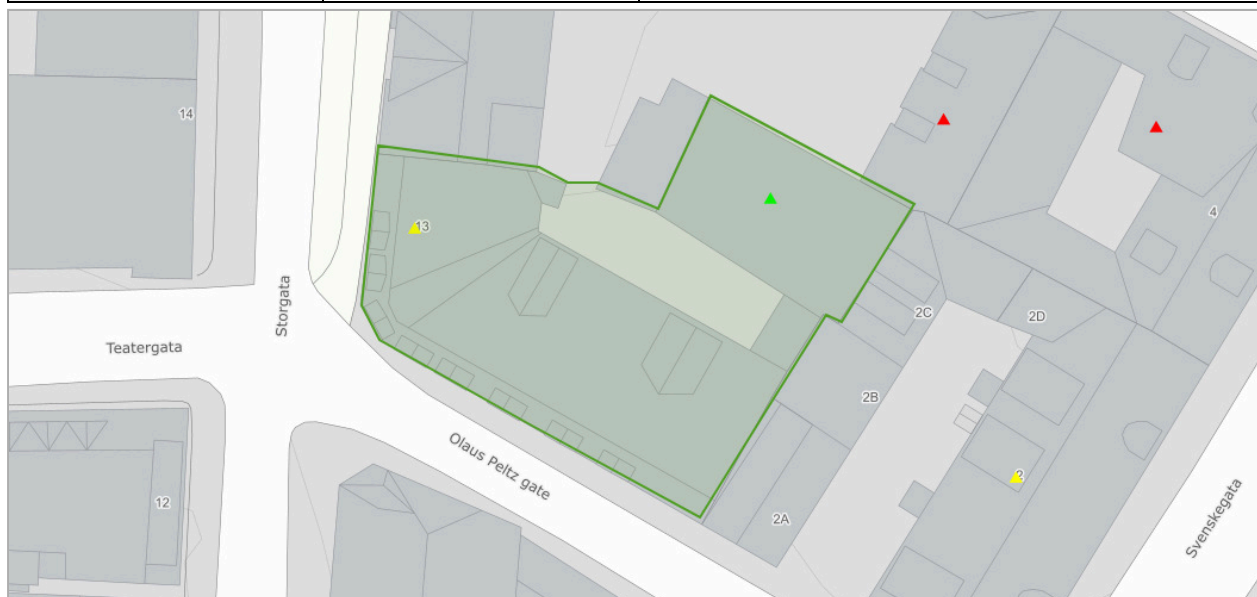 14
13
4
Storgata
2C
2D
Teatergata
2B
Olaus Peltz gate
2
12
2A
Svenskegata